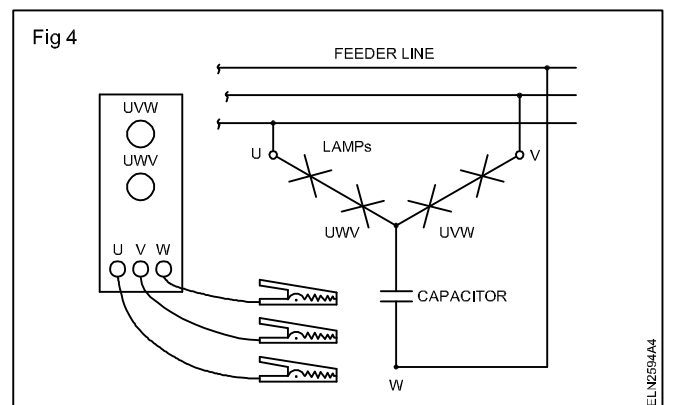 Fig 4
FEEDER LINE
UVW
UWV
U V W
U
LAMPs
V
UWV
UVW
CAPACITOR
W
ELN2594A4